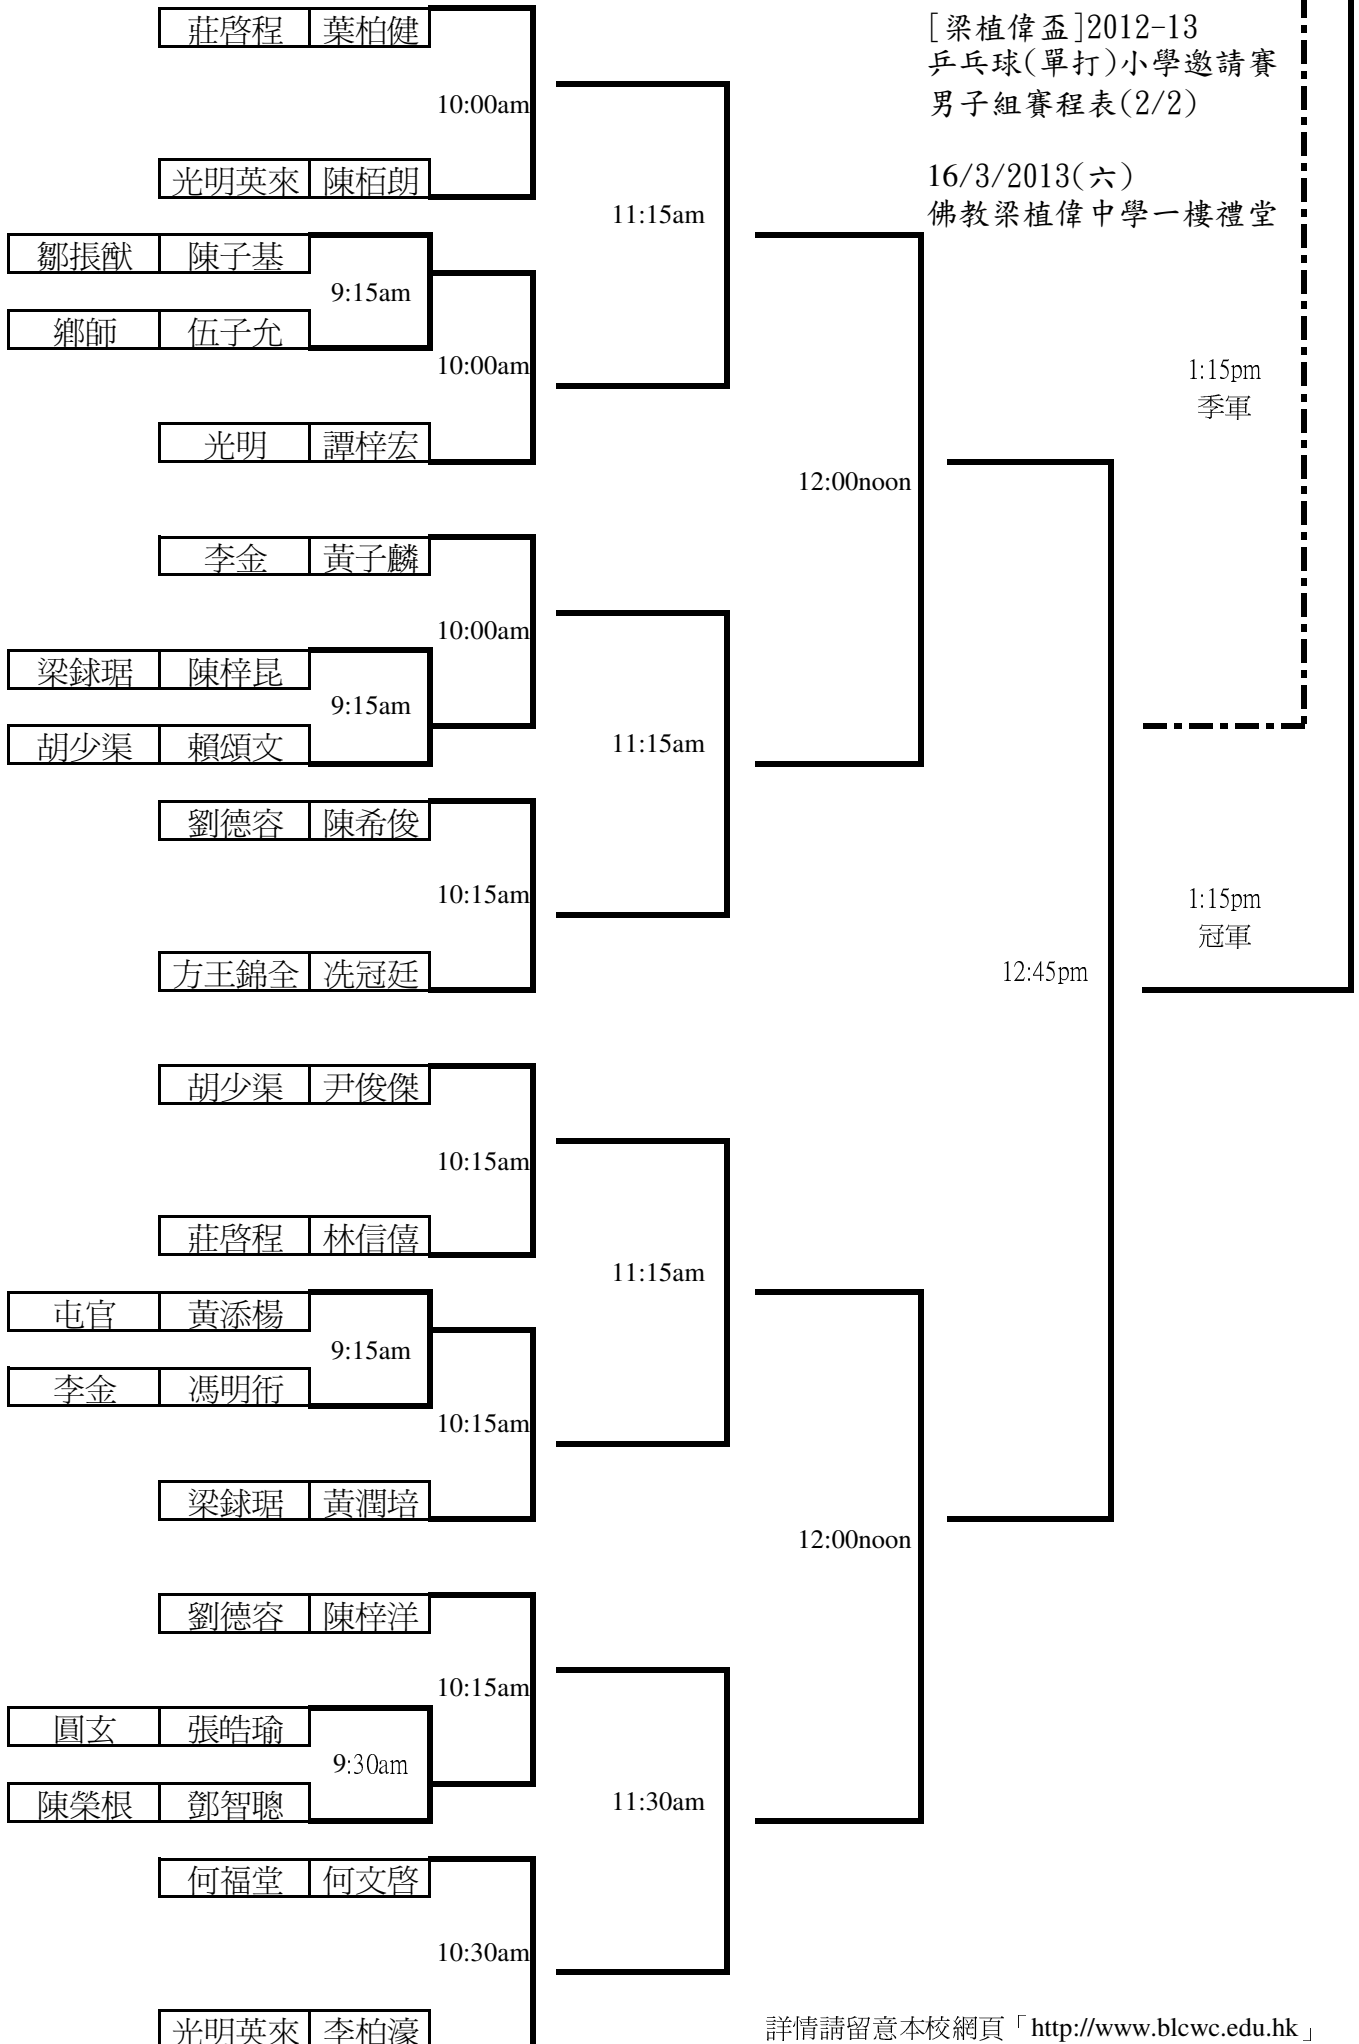 [梁植偉盃]2012-13
乒乓球(單打)小學邀請賽
男子組賽程表(2/2)
16/3/2013(六)
佛教梁植偉中學一樓禮堂
莊啓程 葉柏健
10:00am
光明英來 陳栢朗
11:15am
鄒振猷 陳子基
9:15am
鄉師 伍子允
10:00am
1:15pm
季軍
光明 譚梓宏
12:00noon
李金 黃子麟
10:00am
梁銶琚 陳梓昆
9:15am
胡少渠 賴頌文
11:15am
劉德容 陳希俊
10:15am
1:15pm
冠軍
方王錦全 冼冠廷
12:45pm
胡少渠 尹俊傑
10:15am
莊啓程 林信僖
11:15am
屯官 黃添楊
9:15am
李金 馮明衍
10:15am
梁銶琚 黃潤培
12:00noon
劉德容 陳梓洋
10:15am
圓玄 張皓瑜
9:30am
陳榮根 鄧智聰
11:30am
何福堂 何文啓
10:30am
光明英來 李柏濠
詳情請留意本校網頁「http://www.blcwc.edu.hk」